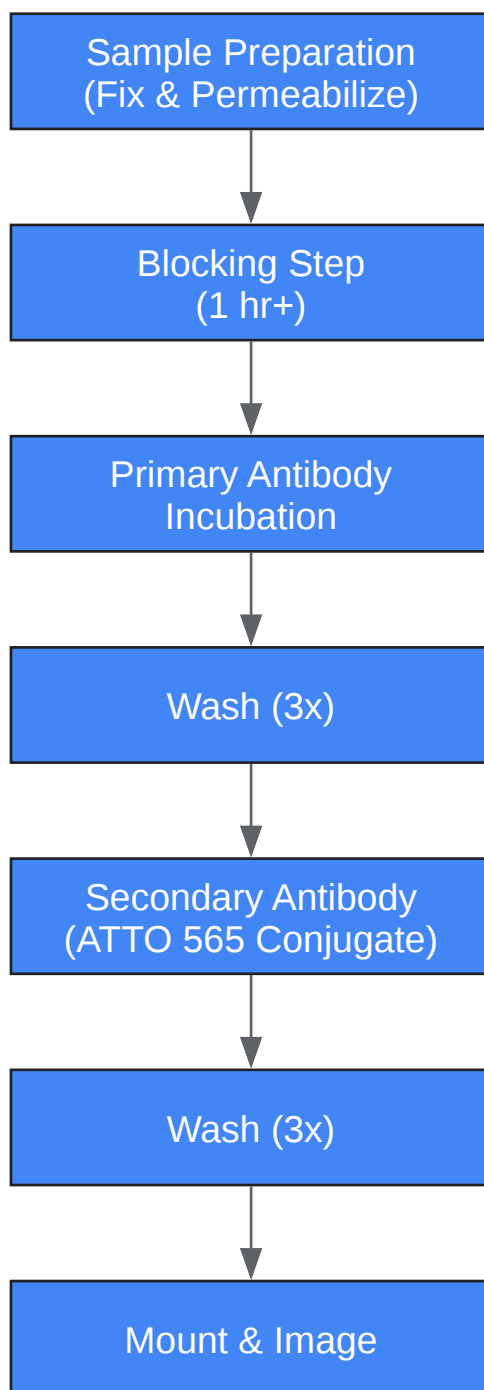 Sample Preparation
(Fix & Permeabilize)
Blocking Step
(1 hr+)
Primary Antibody
Incubation
Wash (3x)
Secondary Antibody
(ATTO 565 Conjugate)
Wash (3x)
Mount & Image